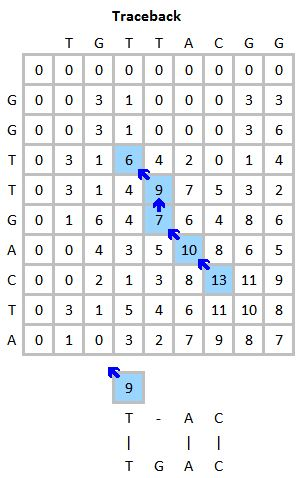 Traceback
T G T T A C G G
0 0 0 0 0 0 0 0 0
G 0 0 3 1 0 0 0 3 3
G 0 0 3 1 0 0 0 3 6
T 0 3 1 6 4 2 0 1 4
T 0 3 1 4 9 7 5 3 2
G 0 1 6 4 7 6 4 8 6
A 0 0 4 3 5 10 8 6 5
C 0 0 2 1 3 8 13 11 9
T 0 3 1 5 4 6 11 10 8
A 0 1 0 3 2 7 9 8 7
9
T - A C
| | |
T G A C